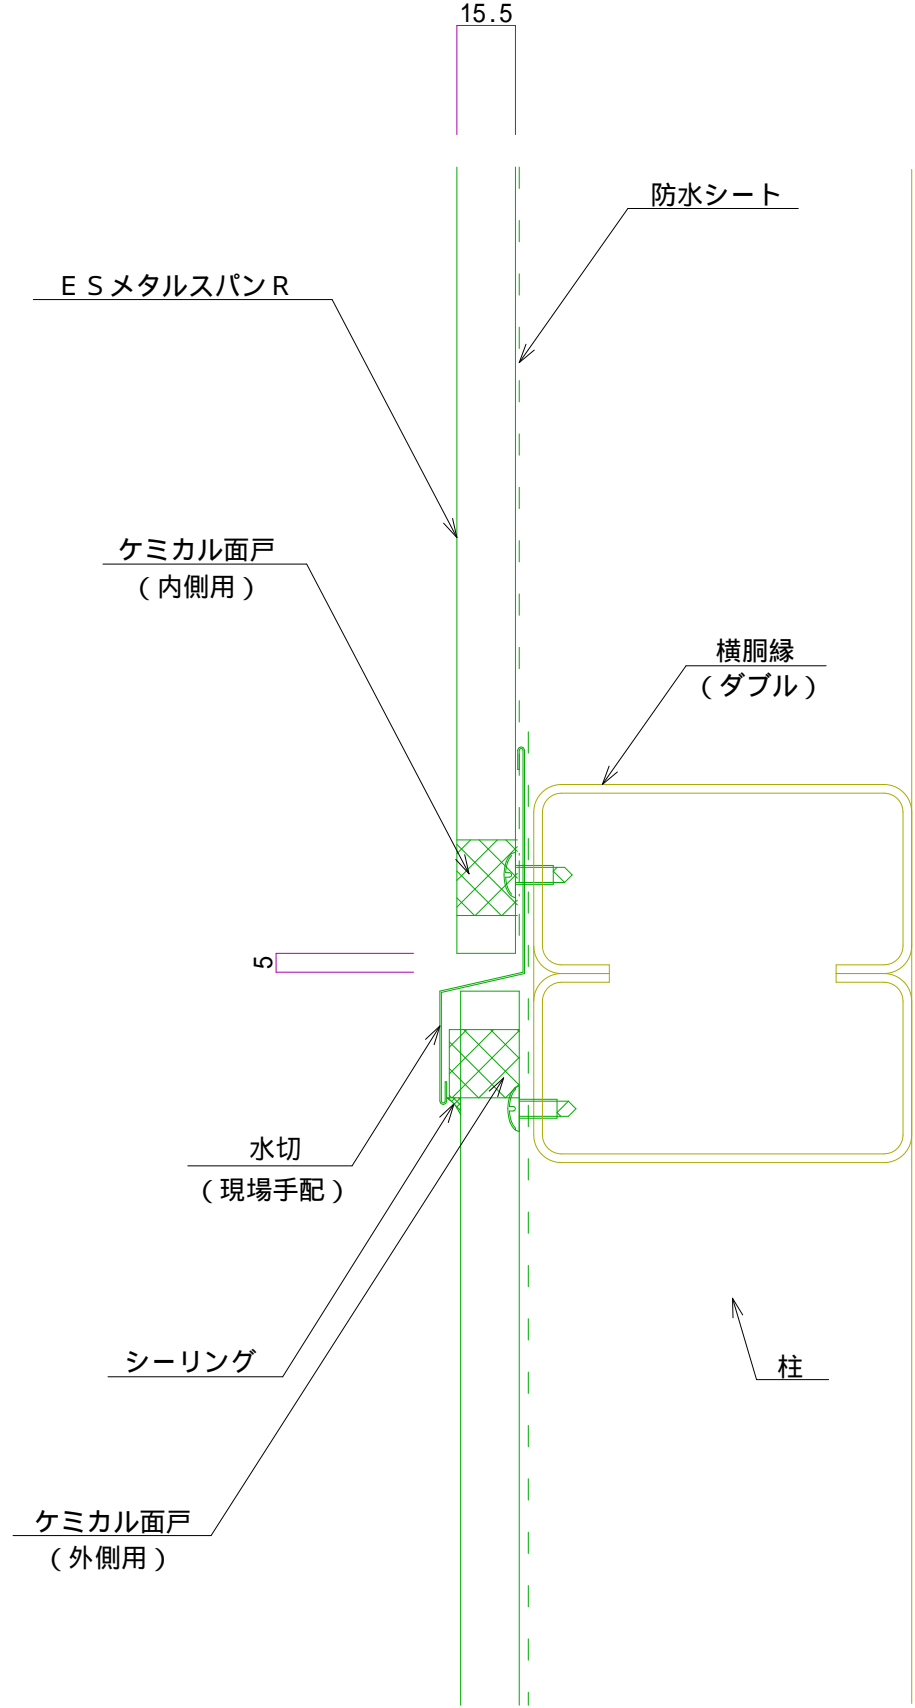 15.5
防水シート
ＥＳメタルスパンＲ
ケミカル面戸
（内側用）
横胴縁
（ダブル）
5
水切
（現場手配）
シーリング
柱
ケミカル面戸
（外側用）